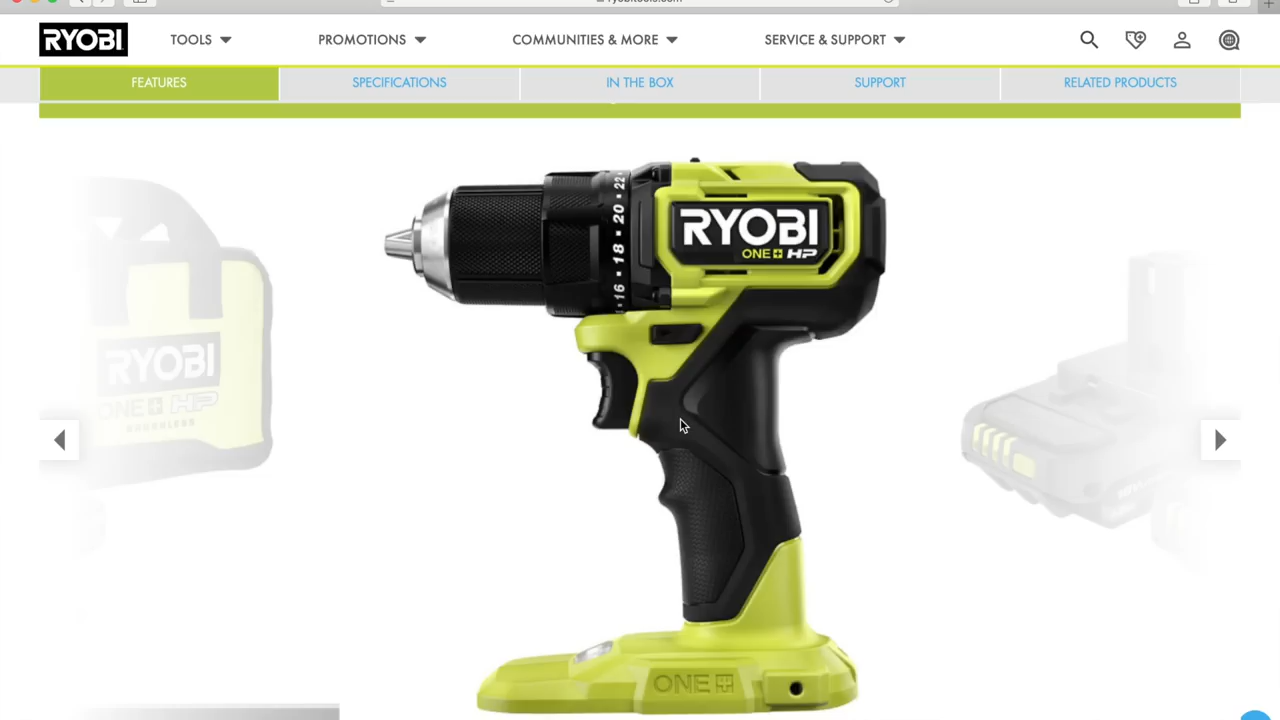 RYOBI
TOOLS
PROMOTIONS
COMMUNITIES & MORE
SERVICE & SUPPORT
FEATURES
SPECIFICATIONS
IN THE BOX
SUPPORT
RELATED PRODUCTS
22
20
18
16
RYOBI
ONE+ HP
RYOBI
ONE+ HP
BRUSHLESS
ONE+